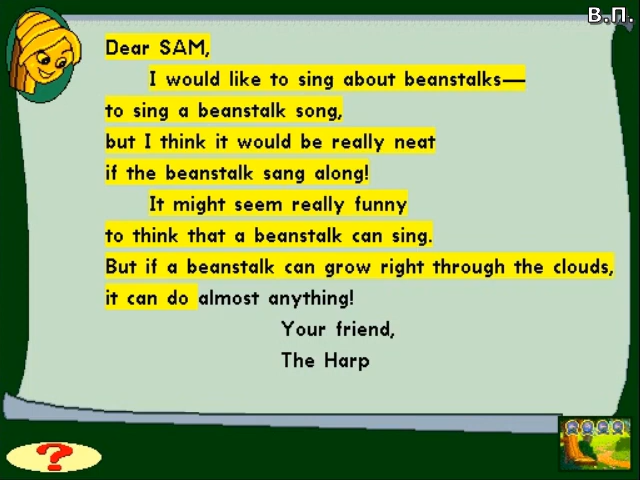 В.П.
Dear SAM,
I would like to sing about beanstalks—
to sing a beanstalk song,
but I think it would be really neat
if the beanstalk sang along!
It might seem really funny
to think that a beanstalk can sing.
But if a beanstalk can grow right through the clouds,
it can do almost anything!
Your friend,
The Harp
?